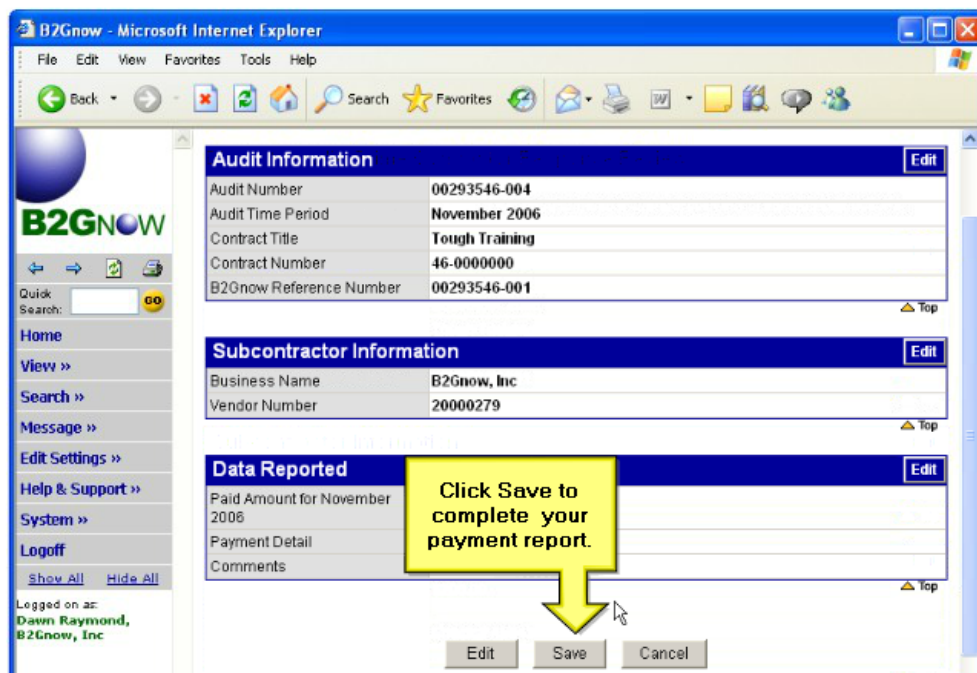 B2Gnow - Microsoft Internet Explorer
File Edit View Favorites Tools Help
Back Search Favorites
B2GNOW
Quick Search: GO
Home
View »
Search »
Message »
Edit Settings »
Help & Support »
System »
Logoff
Show All Hide All
Logged on as:
Dawn Raymond,
B2Gnow, Inc
Audit Information Edit
Audit Number 00293546-004
Audit Time Period November 2006
Contract Title Tough Training
Contract Number 46-0000000
B2Gnow Reference Number 00293546-001
Top
Subcontractor Information Edit
Business Name B2Gnow, Inc
Vendor Number 20000279
Top
Data Reported Edit
Paid Amount for November
2006
Payment Detail
Comments
Top
Click Save to
complete your
payment report.
Edit Save Cancel